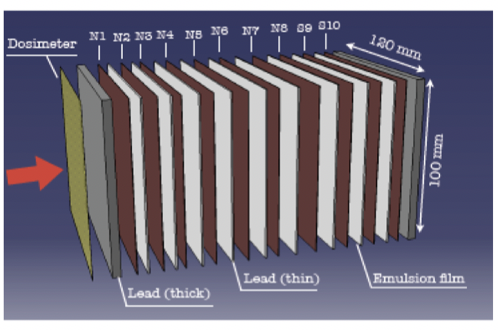 N1 N2 N3 N4 N5 N6 N7 N8 S9 S10
Dosimeter
120 mm
100 mm
Lead (thick)
Lead (thin)
Emulsion film